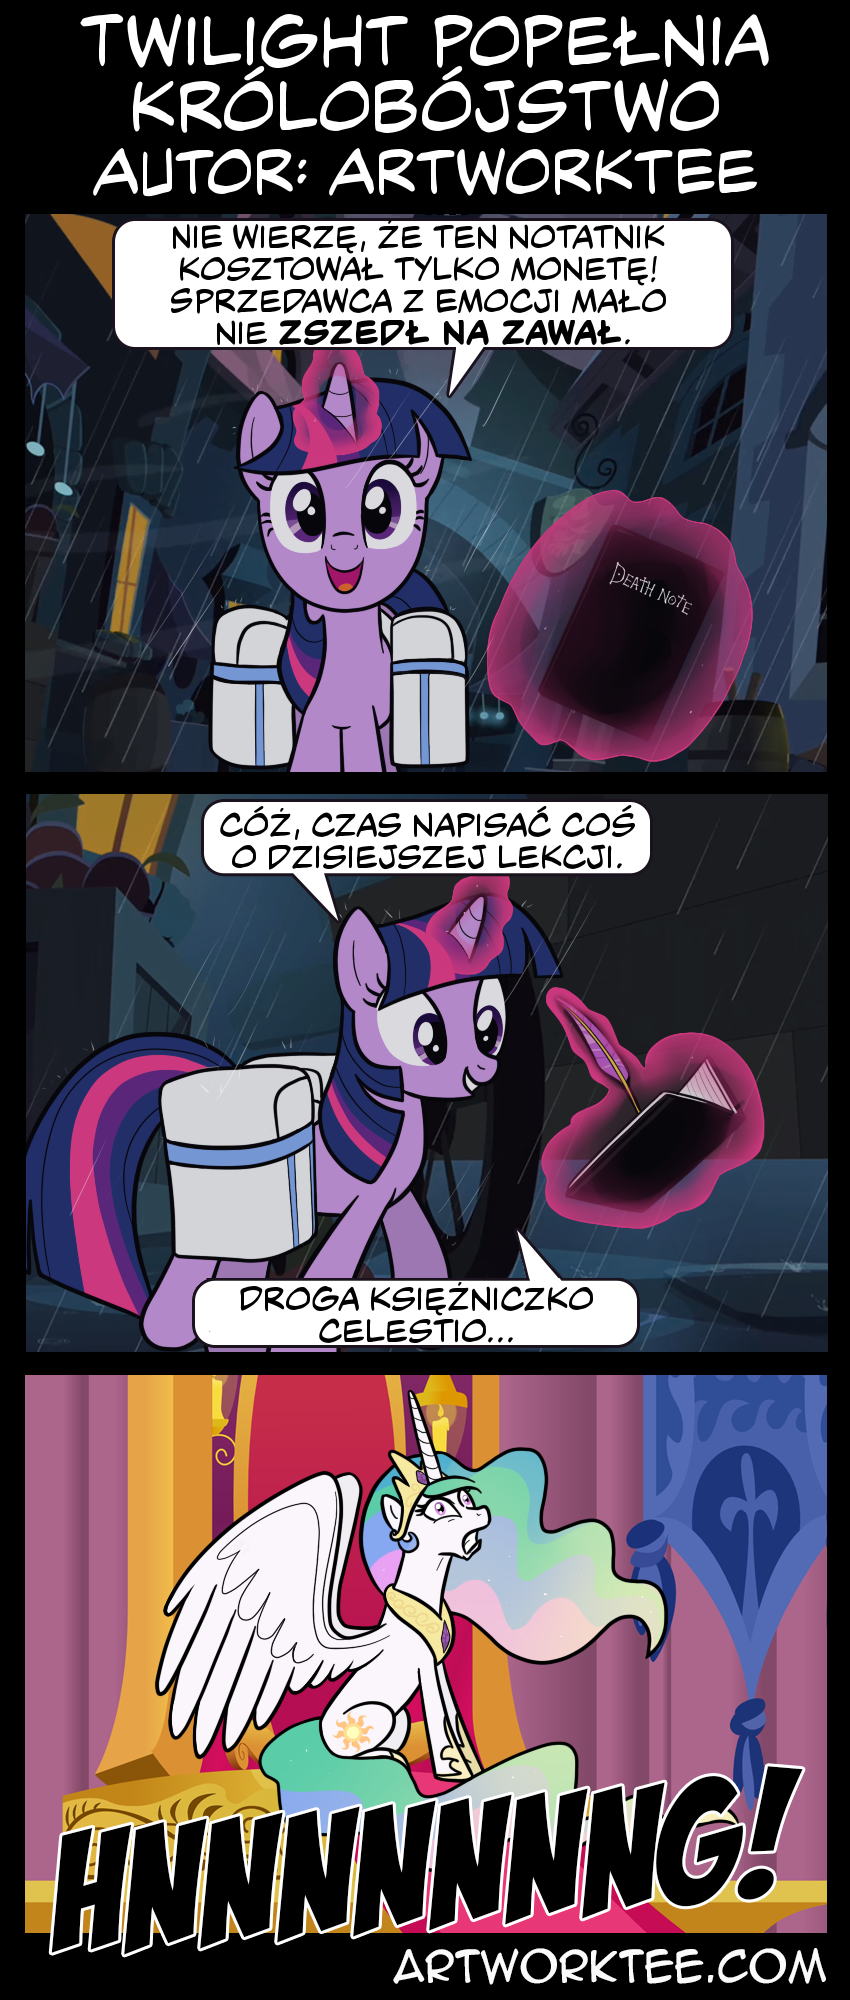 TWILIGHT POPEŁNIA
KRÓLOBÓJSTWO
AUTOR: ARTWORKTEE
NIE WIERZĘ, ŻE TEN NOTATNIK
KOSZTOWAŁ TYLKO MONETĘ!
SPRZEDAWCA Z EMOCJI MAŁO
NIE ZSZEDŁ NA ZAWAŁ.
DEATH NOTE
CÓŻ, CZAS NAPISAĆ COŚ
O DZISIEJSZEJ LEKCJI.
DROGA KSIĘŻNICZKO
CELESTIO...
HNNNNNNNG!
ARTWORKTEE.COM